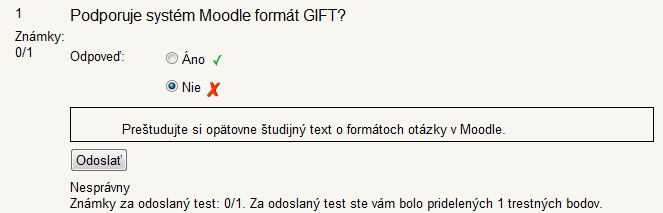 1
Podporuje systém Moodle formát GIFT?
Známky:
0/1
Odpoveď:
Áno
Nie
Preštudujte si opätovne študijný text o formátoch otázky v Moodle.
Odoslať
Nesprávny
Známky za odoslaný test: 0/1. Za odoslaný test ste vám bolo pridelených 1 trestných bodov.